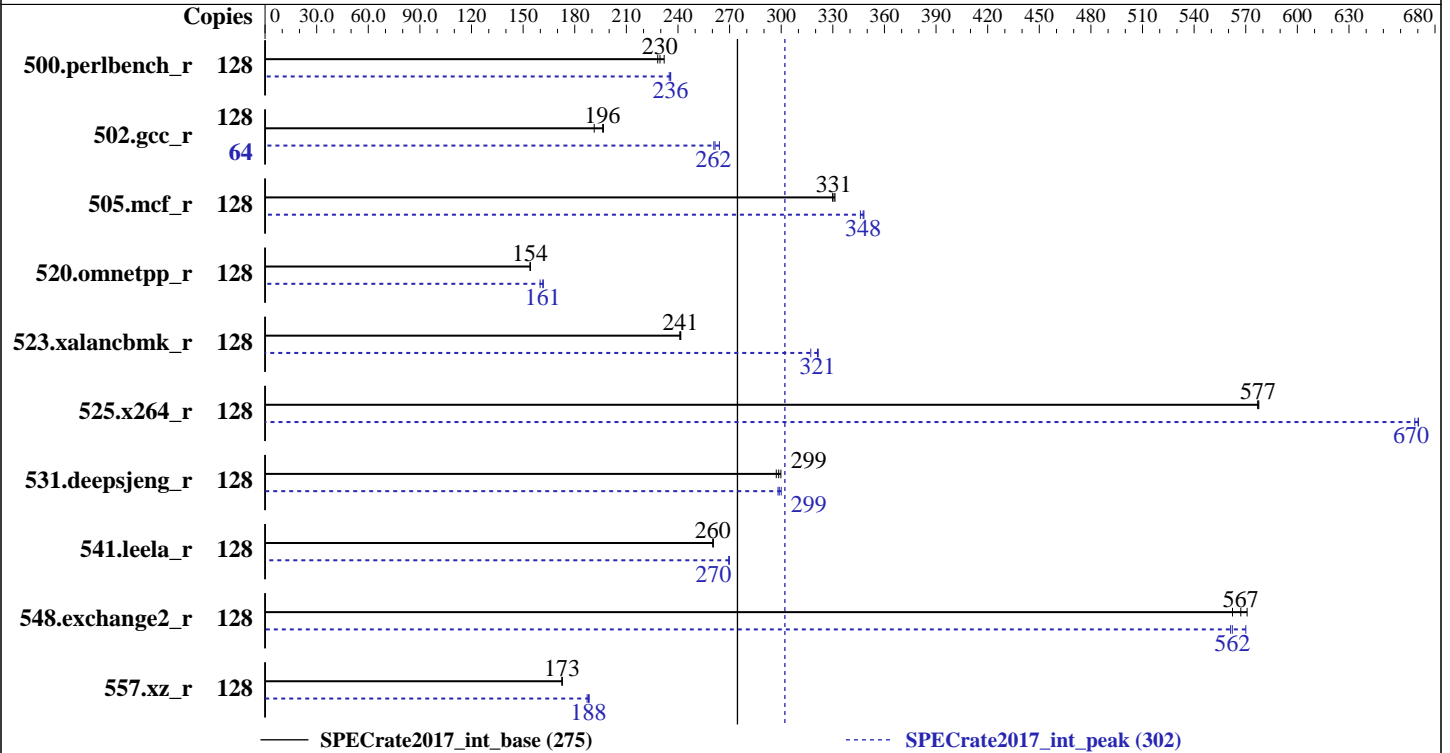 Copies 0 30.0 60.0 90.0 120 150 180 210 240 270 300 330 360 390 420 450 480 510 540 570 600 630 680
230
500.perlbench_r 128
236
128 196
502.gcc_r
64 262
331
505.mcf_r 128
348
154
520.omnetpp_r 128
161
241
523.xalancbmk_r 128
321
577
525.x264_r 128
670
299
531.deepsjeng_r 128
299
260
541.leela_r 128
270
567
548.exchange2_r 128
562
173
557.xz_r 128
188
SPECrate2017_int_base (275) SPECrate2017_int_peak (302)